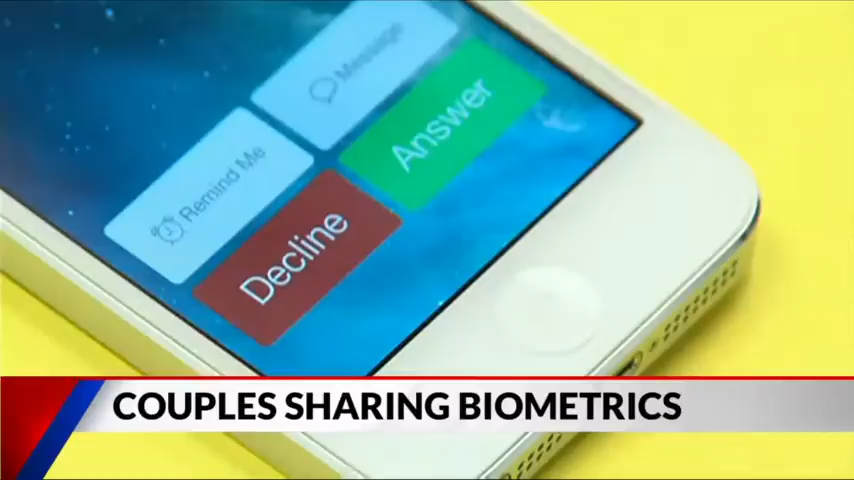 Message
Remind Me
Answer
Decline
COUPLES SHARING BIOMETRICS